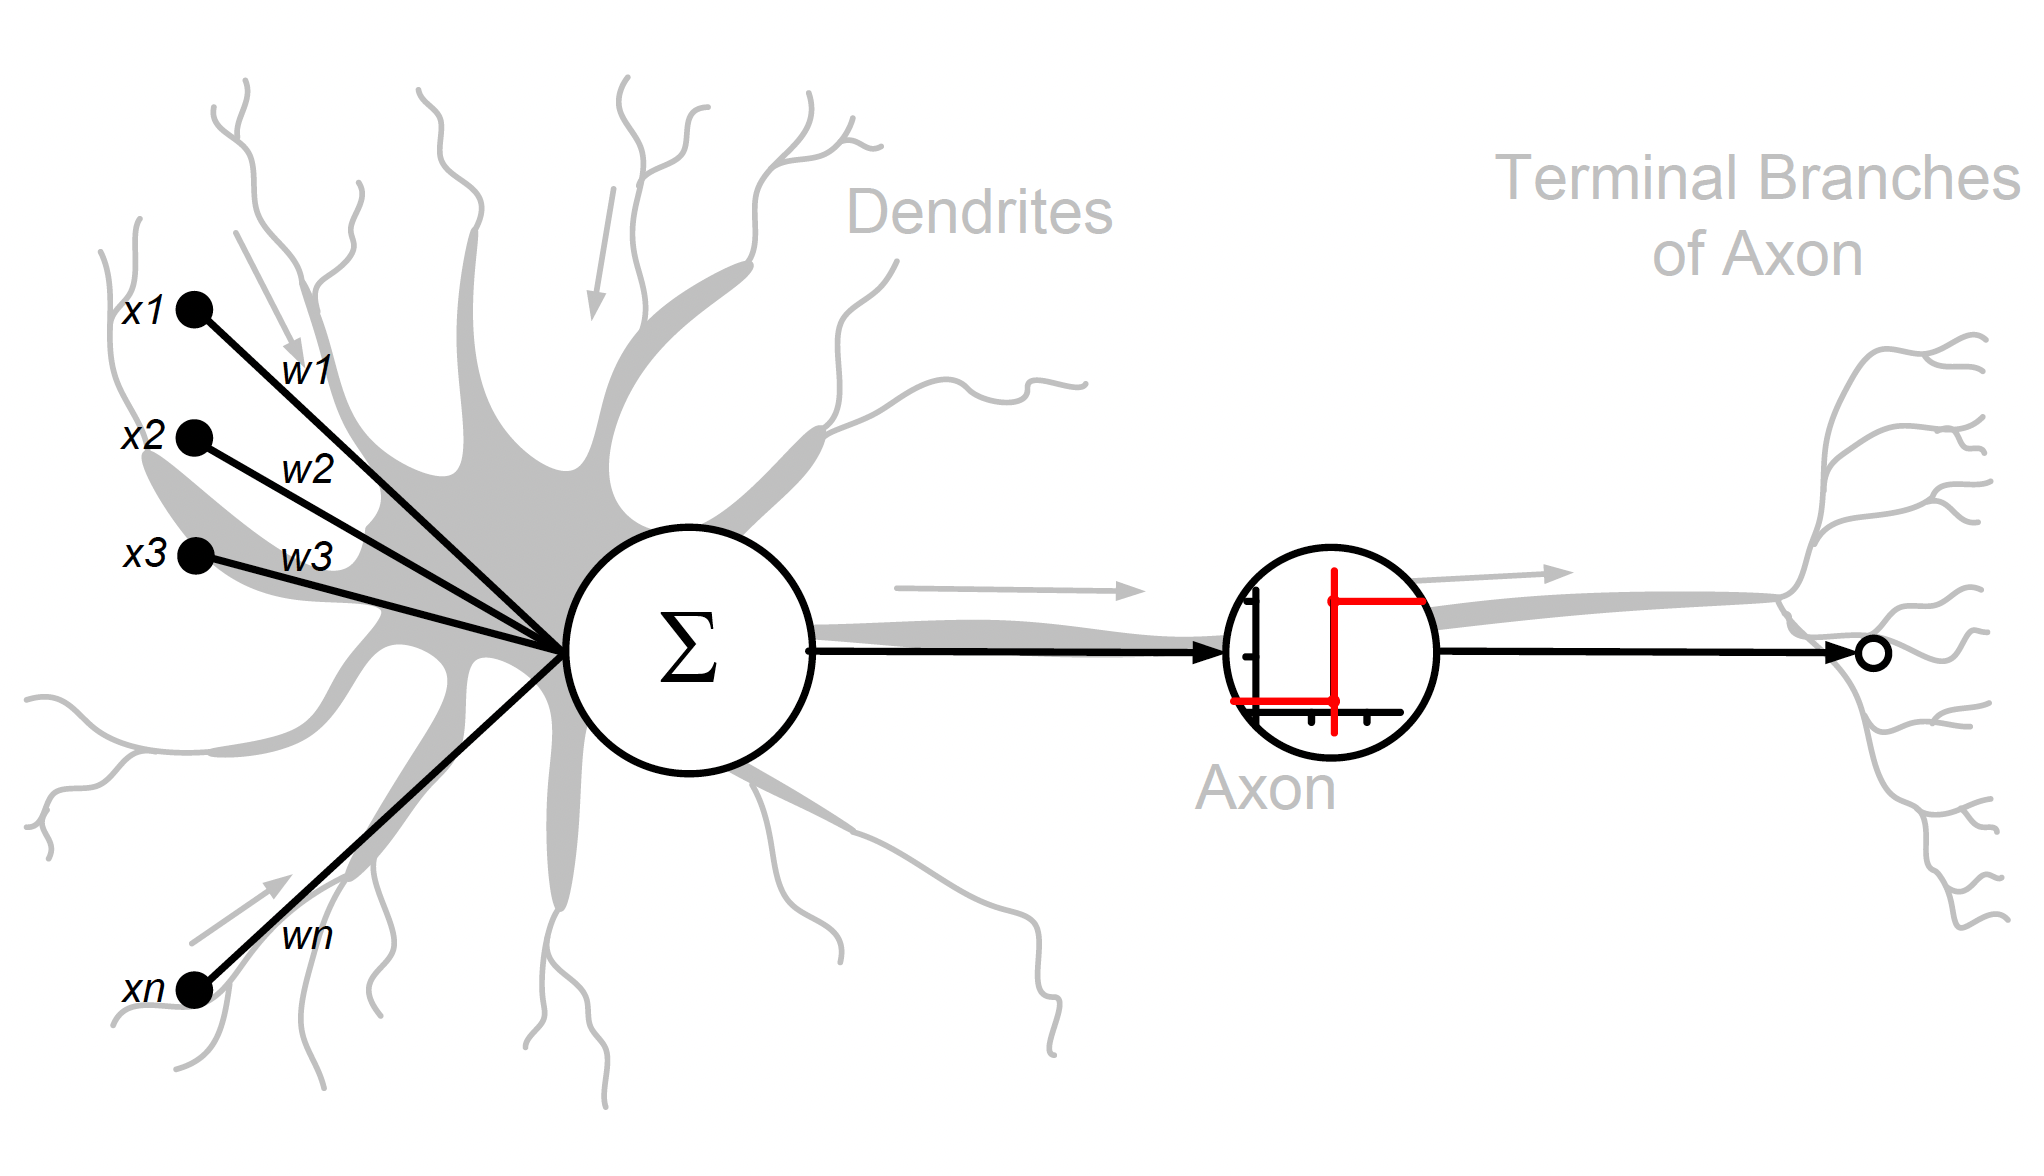 Dendrites
Terminal Branches
of Axon
x1
w1
x2
w2
x3
w3
Σ
Axon
wn
xn